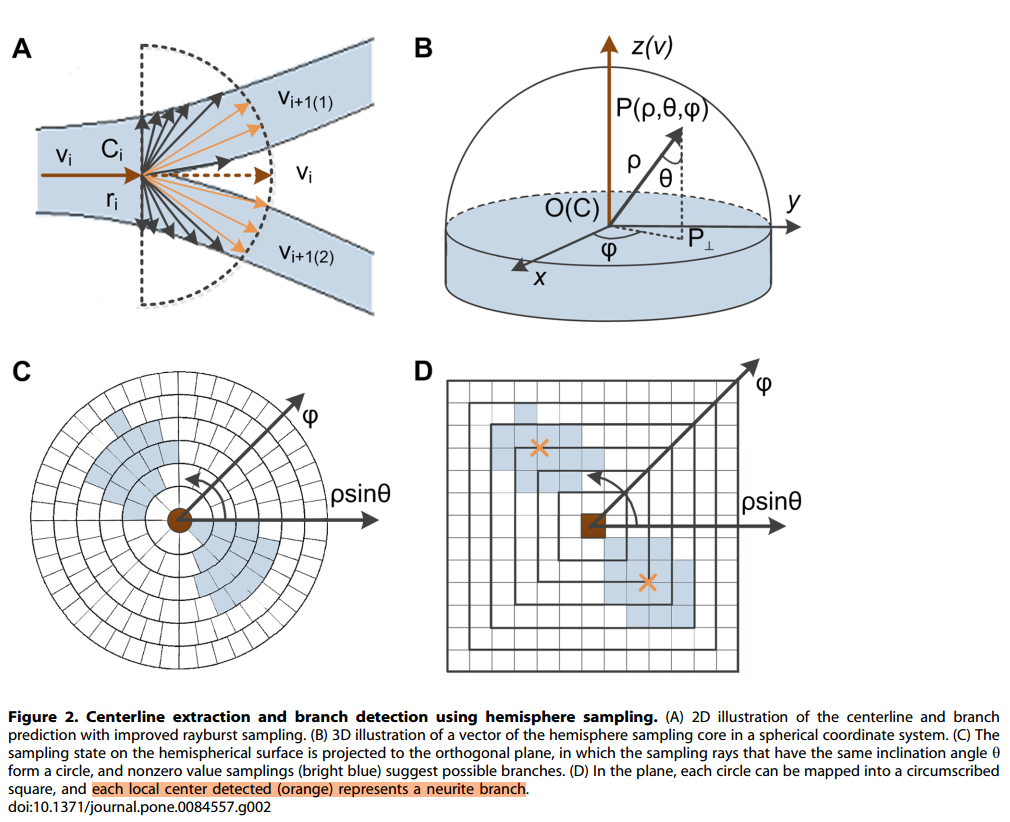 A
B
z(v)
vᵢ₊₁₍₁₎
P(ρ,θ,φ)
vᵢ
Cᵢ
ρ
θ
vᵢ
rᵢ
O(C)
y
P⊥
φ
vᵢ₊₁₍₂₎
x
C
D
φ
φ
ρsinθ
ρsinθ
Figure 2. Centerline extraction and branch detection using hemisphere sampling. (A) 2D illustration of the centerline and branch
prediction with improved rayburst sampling. (B) 3D illustration of a vector of the hemisphere sampling core in a spherical coordinate system. (C) The
sampling state on the hemispherical surface is projected to the orthogonal plane, in which the sampling rays that have the same inclination angle θ
form a circle, and nonzero value samplings (bright blue) suggest possible branches. (D) In the plane, each circle can be mapped into a circumscribed
square, and each local center detected (orange) represents a neurite branch.
doi:10.1371/journal.pone.0084557.g002